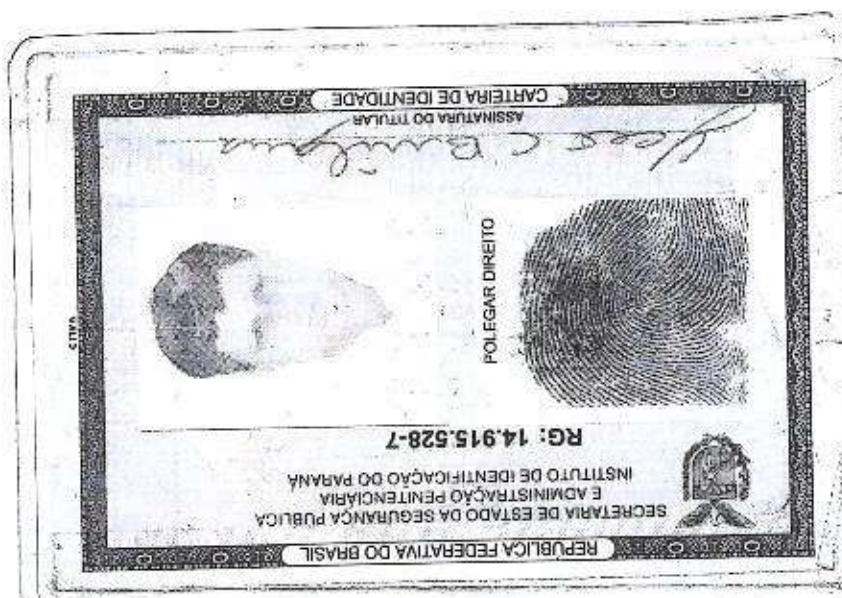 REPÚBLICA FEDERATIVA DO BRASIL
SECRETARIA DE ESTADO DA SEGURANÇA PÚBLICA
E ADMINISTRAÇÃO PENITENCIÁRIA
INSTITUTO DE IDENTIFICAÇÃO DO PARANÁ
RG: 14.915.528-7
POLEGAR DIREITO
ASSINATURA DO TITULAR
CARTEIRA DE IDENTIDADE